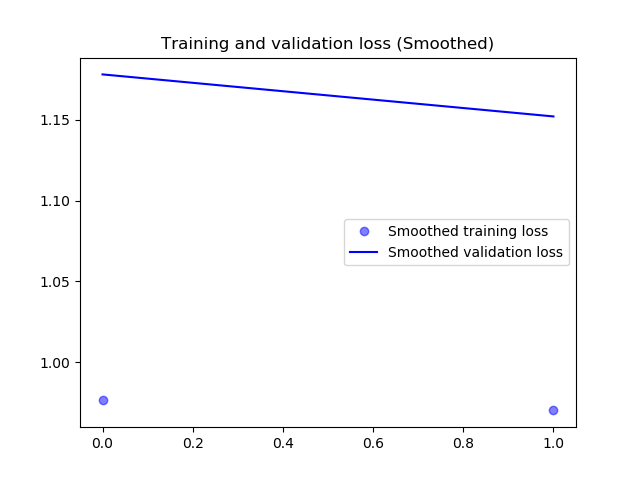 Training and validation loss (Smoothed)
1.15
1.10
1.05
1.00
Smoothed training loss
Smoothed validation loss
0.0 0.2 0.4 0.6 0.8 1.0